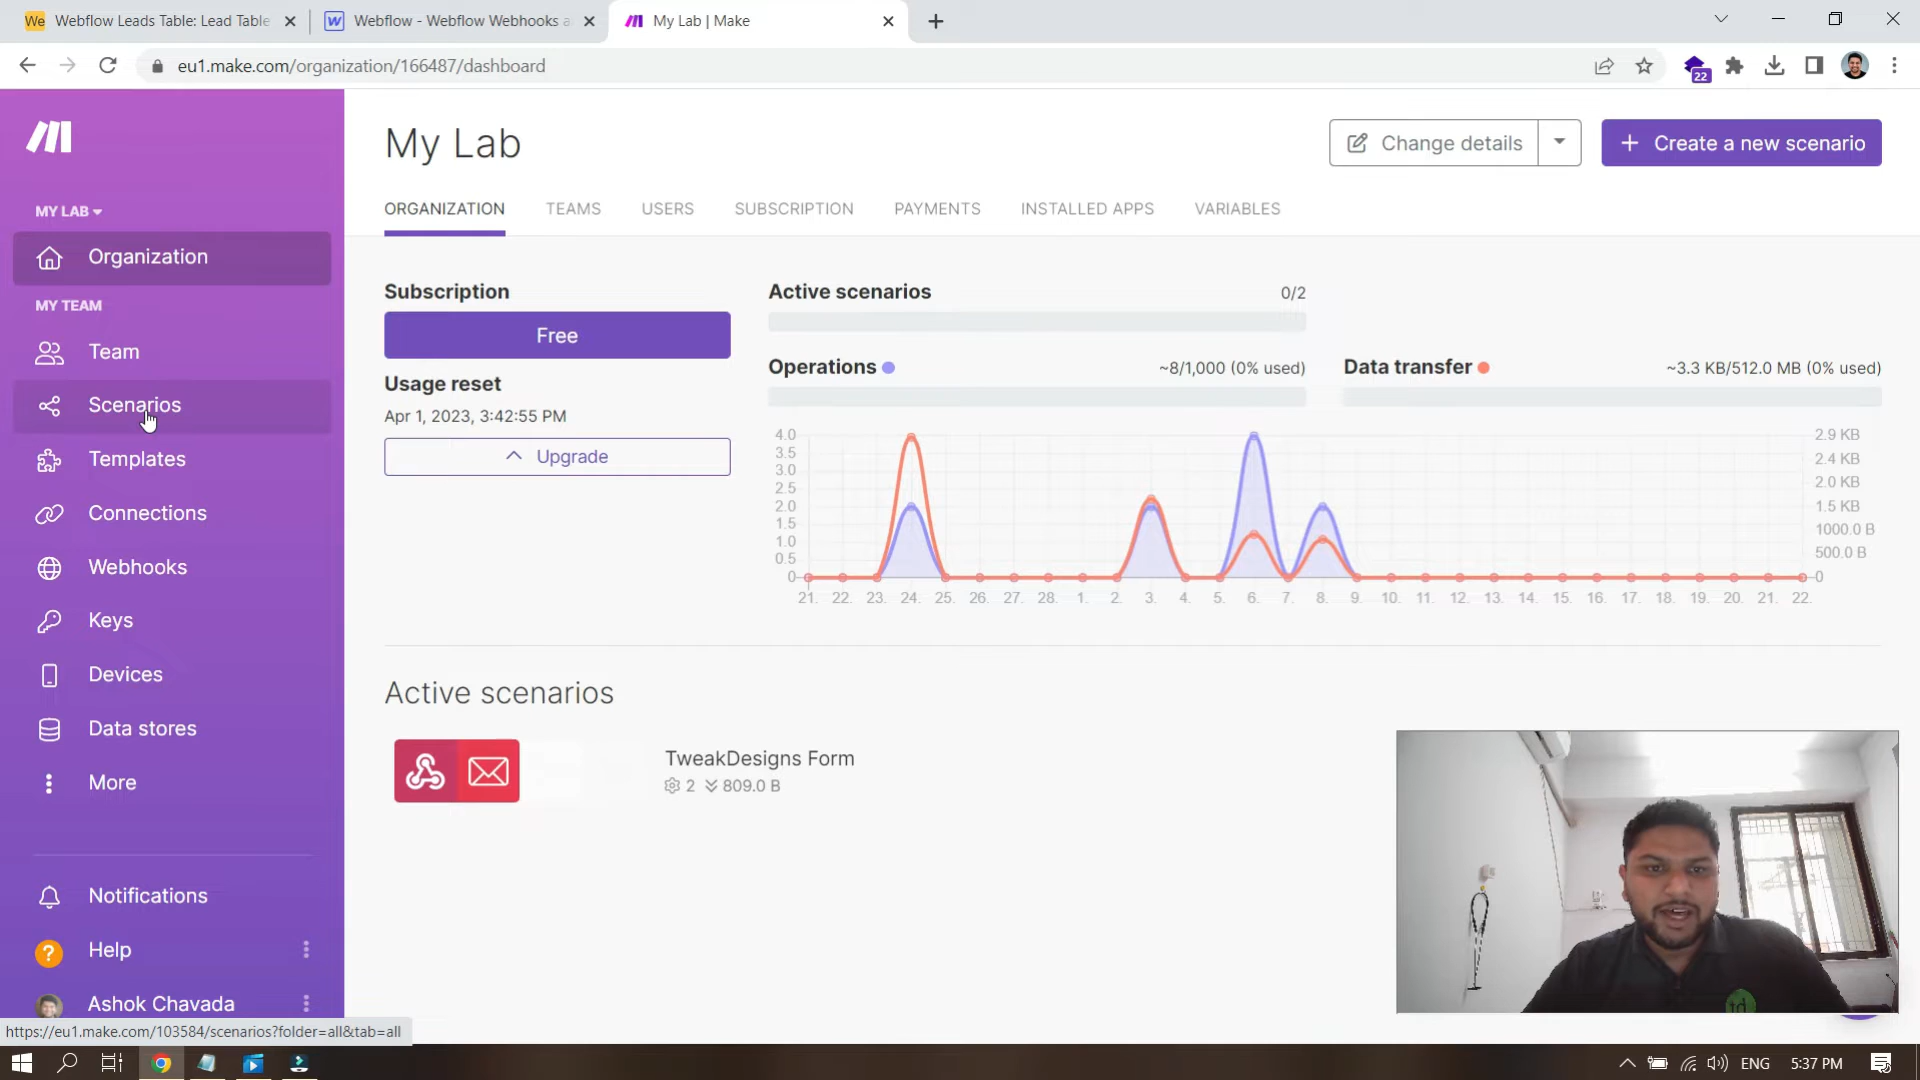 Webflow Leads Table: Lead Table
Webflow - Webflow Webhooks a
My Lab | Make
eu1.make.com/organization/166487/dashboard
22
MY LAB
Organization
MY TEAM
Team
Scenarios
Templates
Connections
Webhooks
Keys
Devices
Data stores
More
Notifications
Help
Ashok Chavada
https://eu1.make.com/103584/scenarios?folder=all&tab=all
My Lab
Change details
Create a new scenario
ORGANIZATION TEAMS USERS SUBSCRIPTION PAYMENTS INSTALLED APPS VARIABLES
Subscription
Free
Usage reset
Apr 1, 2023, 3:42:55 PM
Upgrade
Active scenarios 0/2
Operations ~8/1,000 (0% used)
Data transfer ~3.3 KB/512.0 MB (0% used)
4.0
3.5
3.0
2.5
2.0
1.5
1.0
0.5
0
2.9 KB
2.4 KB
2.0 KB
1.5 KB
1000.0 B
500.0 B
0
21. 22. 23. 24. 25. 26. 27. 28. 1. 2. 3. 4. 5. 6. 7. 8. 9. 10. 11. 12. 13. 14. 15. 16. 17. 18. 19. 20. 21. 22.
Active scenarios
TweakDesigns Form
2 809.0 B
td
ENG 5:37 PM